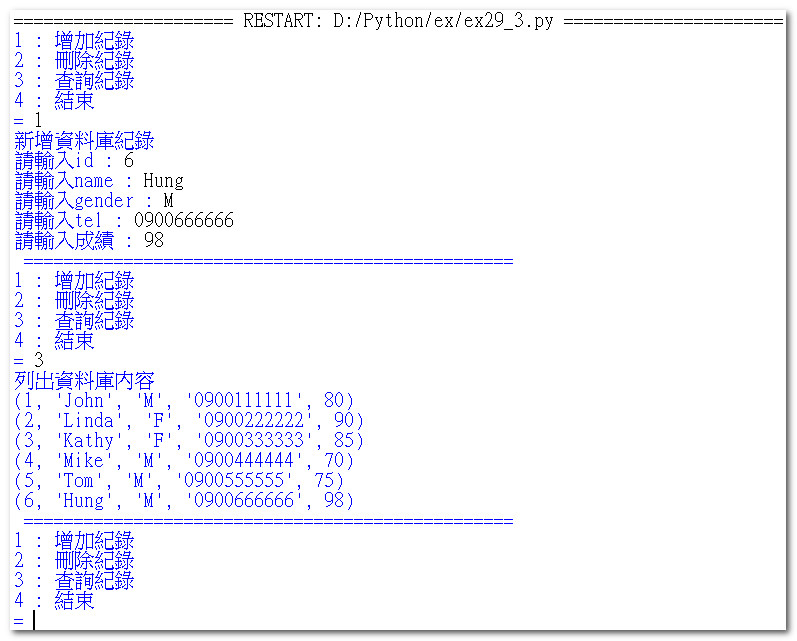 ====================== RESTART: D:/Python/ex/ex29_3.py ======================
1 : 增加紀錄
2 : 刪除紀錄
3 : 查詢紀錄
4 : 結束
= 1
新增資料庫紀錄
請輸入id : 6
請輸入name : Hung
請輸入gender : M
請輸入tel : 0900666666
請輸入成績 : 98
=================================================
1 : 增加紀錄
2 : 刪除紀錄
3 : 查詢紀錄
4 : 結束
= 3
列出資料庫內容
(1, 'John', 'M', '0900111111', 80)
(2, 'Linda', 'F', '0900222222', 90)
(3, 'Kathy', 'F', '0900333333', 85)
(4, 'Mike', 'M', '0900444444', 70)
(5, 'Tom', 'M', '0900555555', 75)
(6, 'Hung', 'M', '0900666666', 98)
=================================================
1 : 增加紀錄
2 : 刪除紀錄
3 : 查詢紀錄
4 : 結束
=